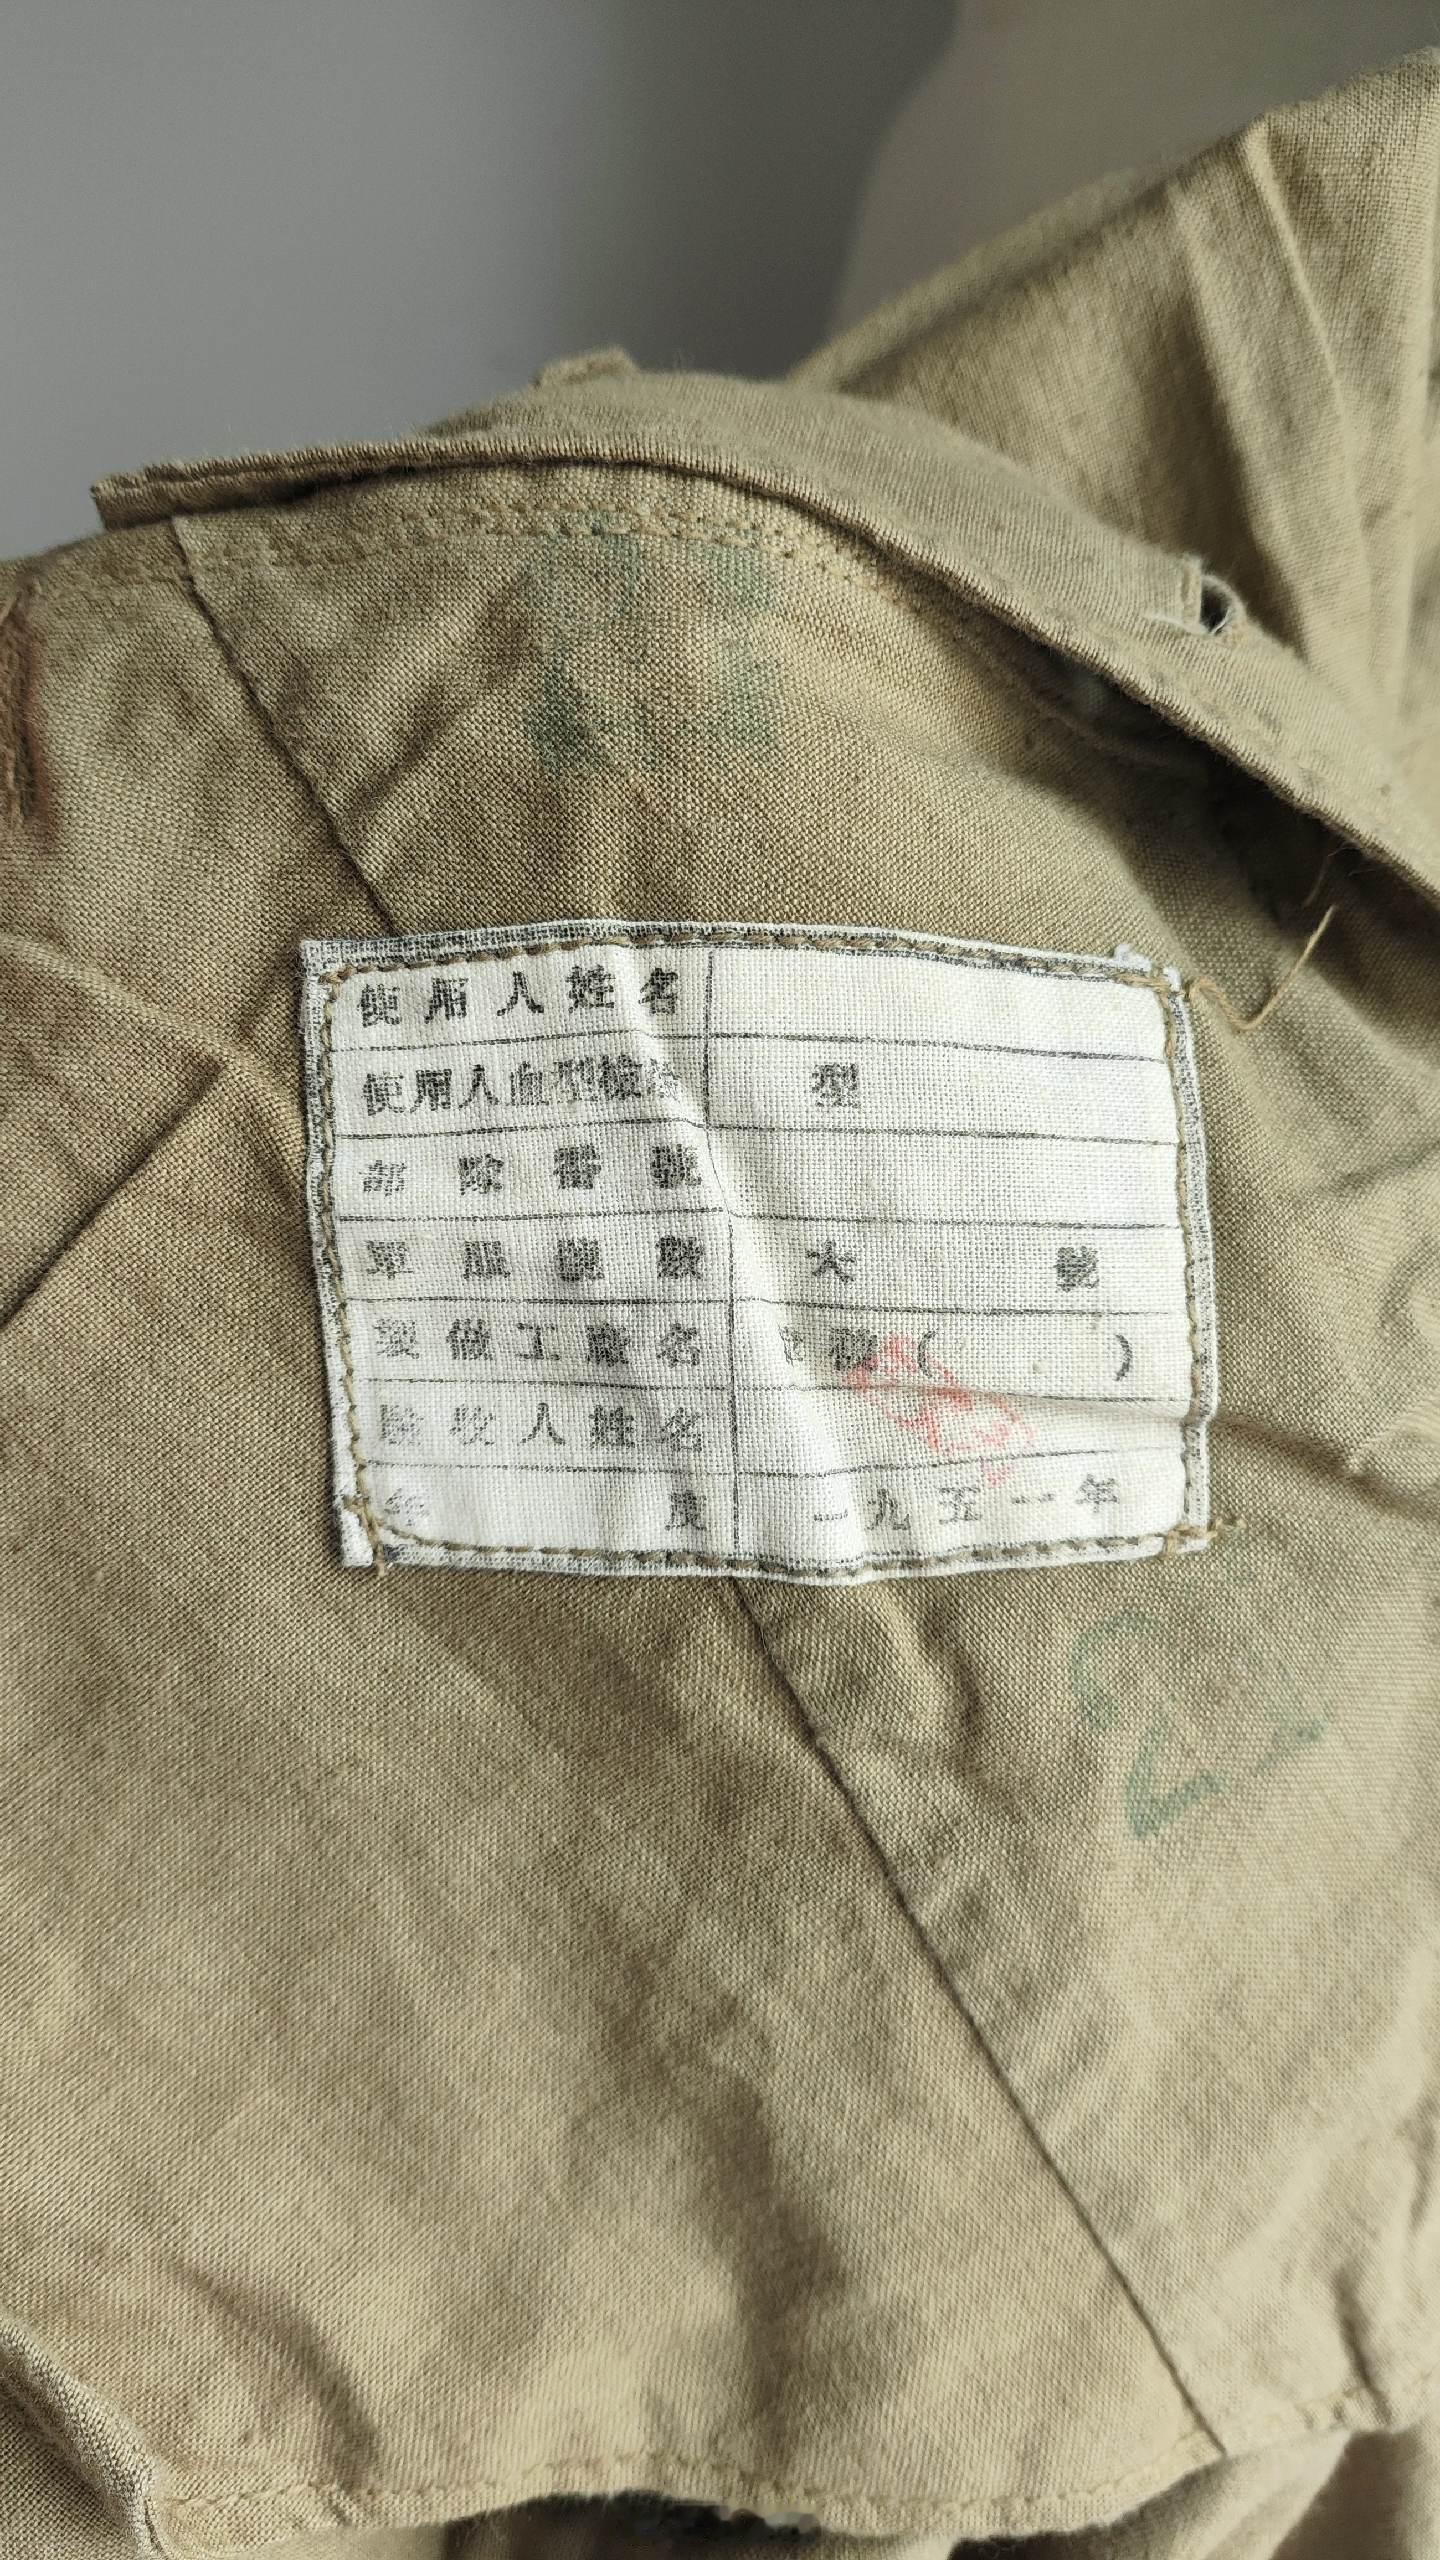 使用人姓名
使用人血型檢驗 型
部隊番號
軍服號數 大 號
製做工廠名 (  )
驗收人姓名
年度 一九五一年
2